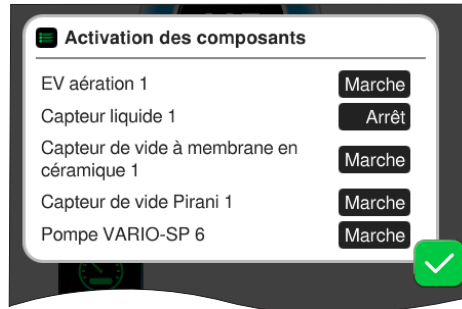 Activation des composants
EV aération 1 Marche
Capteur liquide 1 Arrêt
Capteur de vide à membrane en
céramique 1 Marche
Capteur de vide Pirani 1 Marche
Pompe VARIO-SP 6 Marche